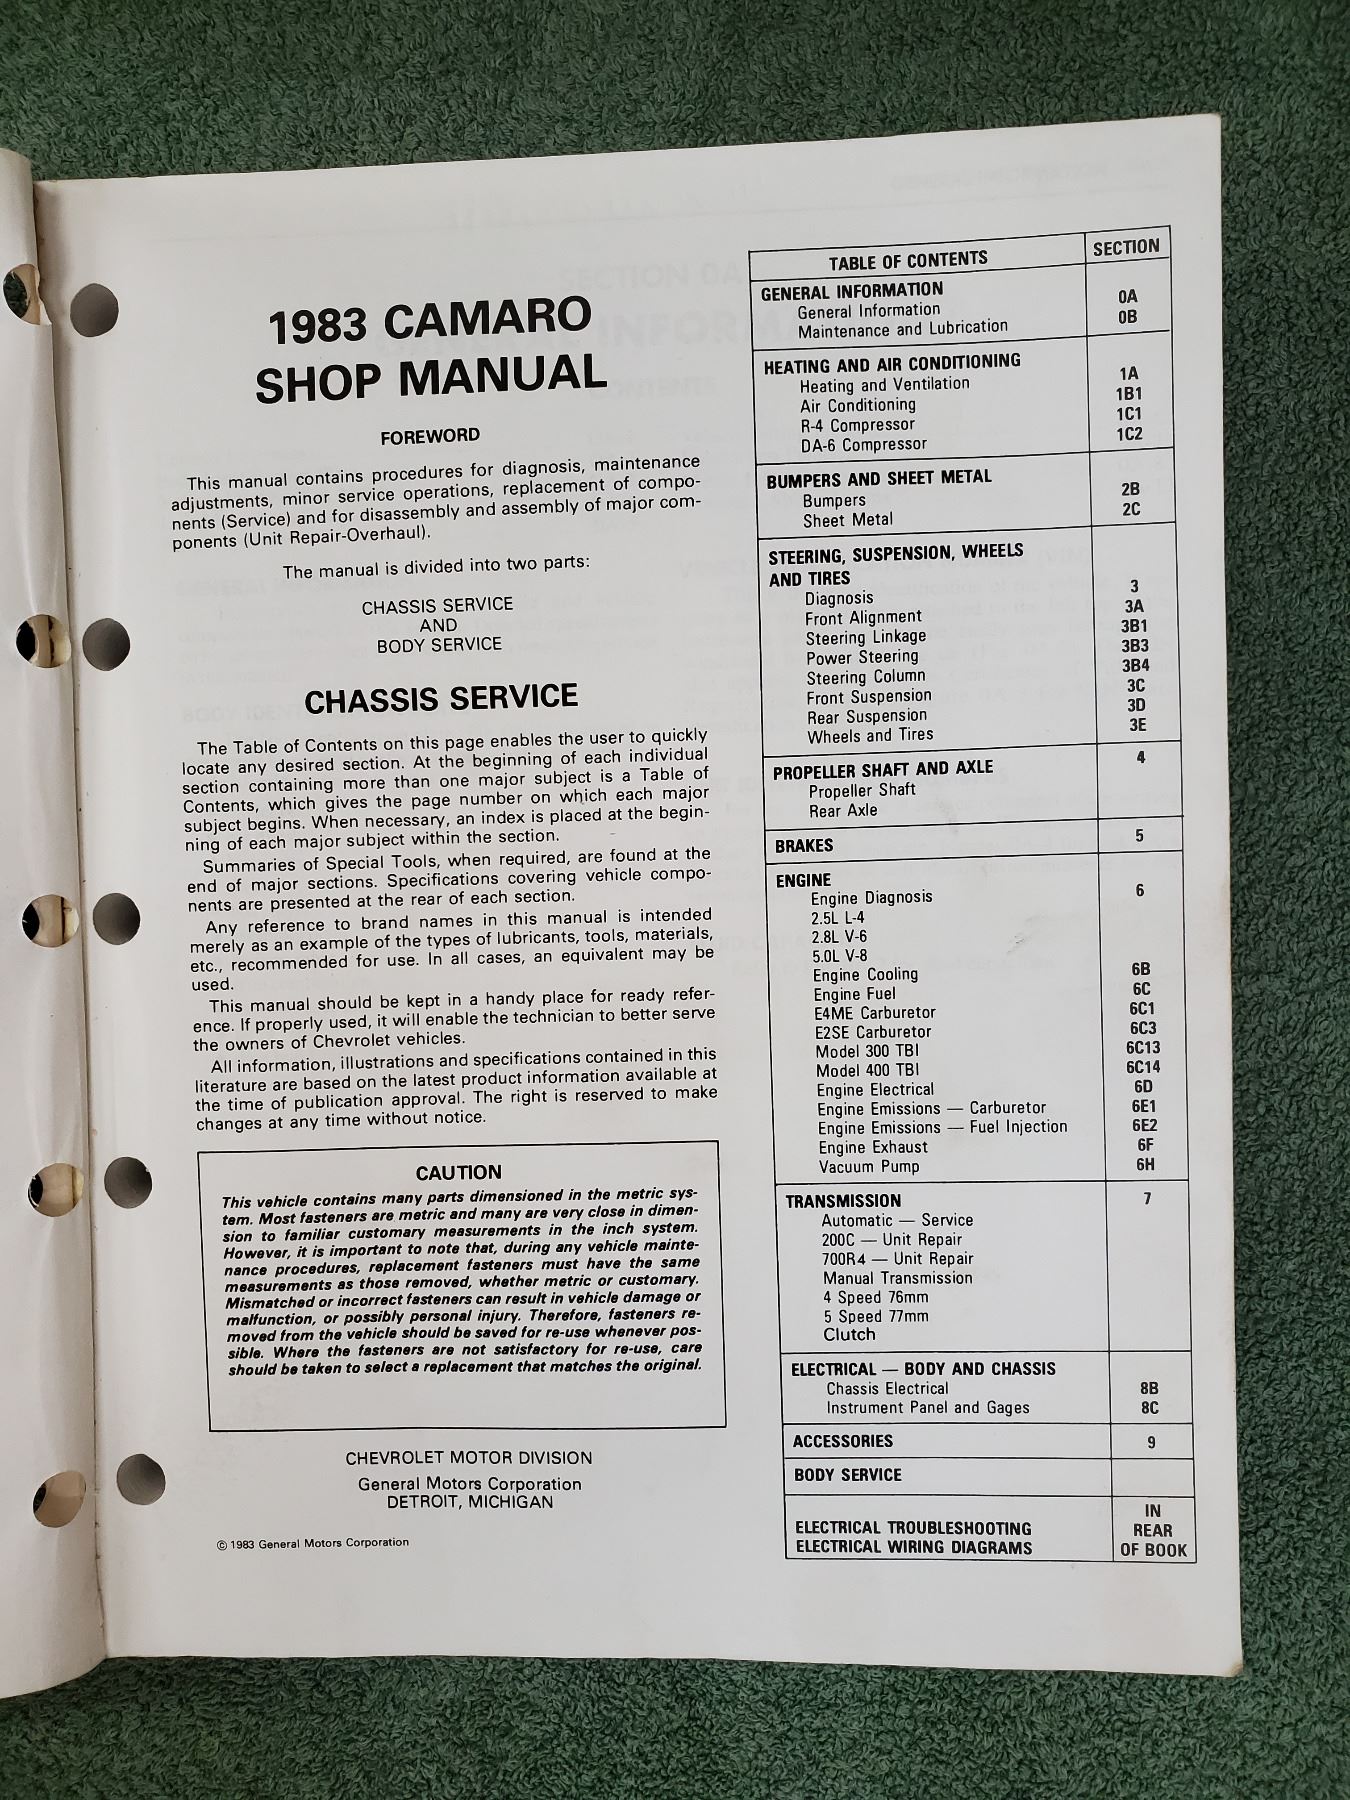 1983 CAMARO
SHOP MANUAL
FOREWORD
This manual contains procedures for diagnosis, maintenance
adjustments, minor service operations, replacement of compo-
nents (Service) and for disassembly and assembly of major com-
ponents (Unit Repair-Overhaul).
The manual is divided into two parts:
CHASSIS SERVICE
AND
BODY SERVICE
CHASSIS SERVICE
The Table of Contents on this page enables the user to quickly
locate any desired section. At the beginning of each individual
section containing more than one major subject is a Table of
Contents, which gives the page number on which each major
subject begins. When necessary, an index is placed at the begin-
ning of each major subject within the section.
Summaries of Special Tools, when required, are found at the
end of major sections. Specifications covering vehicle compo-
nents are presented at the rear of each section.
Any reference to brand names in this manual is intended
merely as an example of the types of lubricants, tools, materials,
etc., recommended for use. In all cases, an equivalent may be
used.
This manual should be kept in a handy place for ready refer-
ence. If properly used, it will enable the technician to better serve
the owners of Chevrolet vehicles.
All information, illustrations and specifications contained in this
literature are based on the latest product information available at
the time of publication approval. The right is reserved to make
changes at any time without notice.
CAUTION
This vehicle contains many parts dimensioned in the metric sys-
tem. Most fasteners are metric and many are very close in dimen-
sion to familiar customary measurements in the inch system.
However, it is important to note that, during any vehicle mainte-
nance procedures, replacement fasteners must have the same
measurements as those removed, whether metric or customary.
Mismatched or incorrect fasteners can result in vehicle damage or
malfunction, or possibly personal injury. Therefore, fasteners re-
moved from the vehicle should be saved for re-use whenever pos-
sible. Where the fasteners are not satisfactory for re-use, care
should be taken to select a replacement that matches the original.
CHEVROLET MOTOR DIVISION
General Motors Corporation
DETROIT, MICHIGAN
© 1983 General Motors Corporation
TABLE OF CONTENTS SECTION
GENERAL INFORMATION
General Information 0A
Maintenance and Lubrication 0B
HEATING AND AIR CONDITIONING
Heating and Ventilation 1A
Air Conditioning 1B1
R-4 Compressor 1C1
DA-6 Compressor 1C2
BUMPERS AND SHEET METAL
Bumpers 2B
Sheet Metal 2C
STEERING, SUSPENSION, WHEELS
AND TIRES
Diagnosis 3
Front Alignment 3A
Steering Linkage 3B1
Power Steering 3B3
Steering Column 3B4
Front Suspension 3C
Rear Suspension 3D
Wheels and Tires 3E
PROPELLER SHAFT AND AXLE 4
Propeller Shaft
Rear Axle
BRAKES 5
ENGINE
Engine Diagnosis 6
2.5L L-4
2.8L V-6
5.0L V-8
Engine Cooling 6B
Engine Fuel 6C
E4ME Carburetor 6C1
E2SE Carburetor 6C3
Model 300 TBI 6C13
Model 400 TBI 6C14
Engine Electrical 6D
Engine Emissions — Carburetor 6E1
Engine Emissions — Fuel Injection 6E2
Engine Exhaust 6F
Vacuum Pump 6H
TRANSMISSION 7
Automatic — Service
200C — Unit Repair
700R4 — Unit Repair
Manual Transmission
4 Speed 76mm
5 Speed 77mm
Clutch
ELECTRICAL — BODY AND CHASSIS
Chassis Electrical 8B
Instrument Panel and Gages 8C
ACCESSORIES 9
BODY SERVICE
IN
ELECTRICAL TROUBLESHOOTING REAR
ELECTRICAL WIRING DIAGRAMS OF BOOK